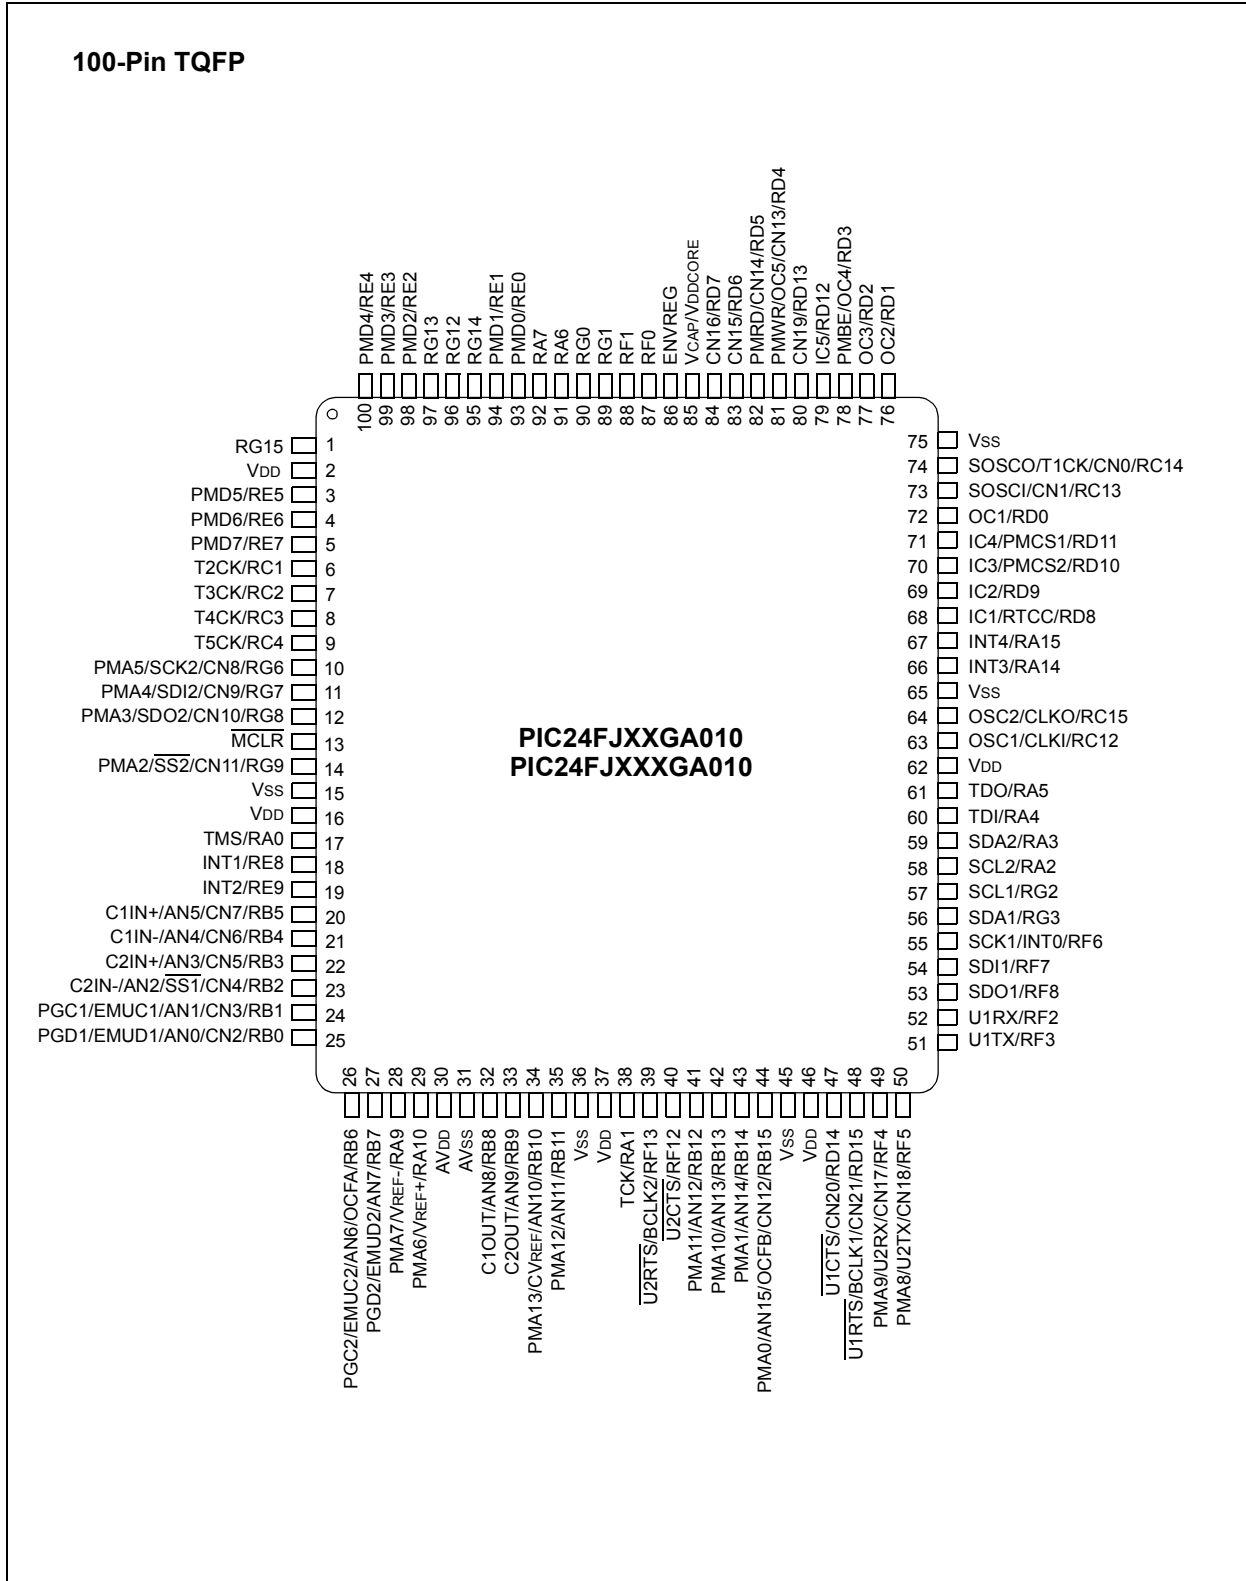 100-Pin TQFP
PMD4/RE4
PMD3/RE3
PMD2/RE2
RG13
RG12
RG14
PMD1/RE1
PMD0/RE0
RA7
RA6
RG0
RG1
RF1
RF0
ENVREG
VCAP/VDDCORE
CN16/RD7
CN15/RD6
PMRD/CN14/RD5
PMWR/OC5/CN13/RD4
CN19/RD13
IC5/RD12
PMBE/OC4/RD3
OC3/RD2
OC2/RD1
100
99
98
97
96
95
94
93
92
91
90
89
88
87
86
85
84
83
82
81
80
79
78
77
76
RG15 1
VDD 2
PMD5/RE5 3
PMD6/RE6 4
PMD7/RE7 5
T2CK/RC1 6
T3CK/RC2 7
T4CK/RC3 8
T5CK/RC4 9
PMA5/SCK2/CN8/RG6 10
PMA4/SDI2/CN9/RG7 11
PMA3/SDO2/CN10/RG8 12
MCLR 13
PMA2/SS2/CN11/RG9 14
VSS 15
VDD 16
TMS/RA0 17
INT1/RE8 18
INT2/RE9 19
C1IN+/AN5/CN7/RB5 20
C1IN-/AN4/CN6/RB4 21
C2IN+/AN3/CN5/RB3 22
C2IN-/AN2/SS1/CN4/RB2 23
PGC1/EMUC1/AN1/CN3/RB1 24
PGD1/EMUD1/AN0/CN2/RB0 25
PIC24FJXXGA010
PIC24FJXXXGA010
75 VSS
74 SOSCO/T1CK/CN0/RC14
73 SOSCI/CN1/RC13
72 OC1/RD0
71 IC4/PMCS1/RD11
70 IC3/PMCS2/RD10
69 IC2/RD9
68 IC1/RTCC/RD8
67 INT4/RA15
66 INT3/RA14
65 VSS
64 OSC2/CLKO/RC15
63 OSC1/CLKI/RC12
62 VDD
61 TDO/RA5
60 TDI/RA4
59 SDA2/RA3
58 SCL2/RA2
57 SCL1/RG2
56 SDA1/RG3
55 SCK1/INT0/RF6
54 SDI1/RF7
53 SDO1/RF8
52 U1RX/RF2
51 U1TX/RF3
26
27
28
29
30
31
32
33
34
35
36
37
38
39
40
41
42
43
44
45
46
47
48
49
50
PGC2/EMUC2/AN6/OCFA/RB6
PGD2/EMUD2/AN7/RB7
PMA7/VREF-/RA9
PMA6/VREF+/RA10
AVDD
AVSS
C1OUT/AN8/RB8
C2OUT/AN9/RB9
PMA13/CVREF/AN10/RB10
PMA12/AN11/RB11
VSS
VDD
TCK/RA1
U2RTS/BCLK2/RF13
U2CTS/RF12
PMA11/AN12/RB12
PMA10/AN13/RB13
PMA1/AN14/RB14
PMA0/AN15/OCFB/CN12/RB15
VSS
VDD
U1CTS/CN20/RD14
U1RTS/BCLK1/CN21/RD15
PMA9/U2RX/CN17/RF4
PMA8/U2TX/CN18/RF5